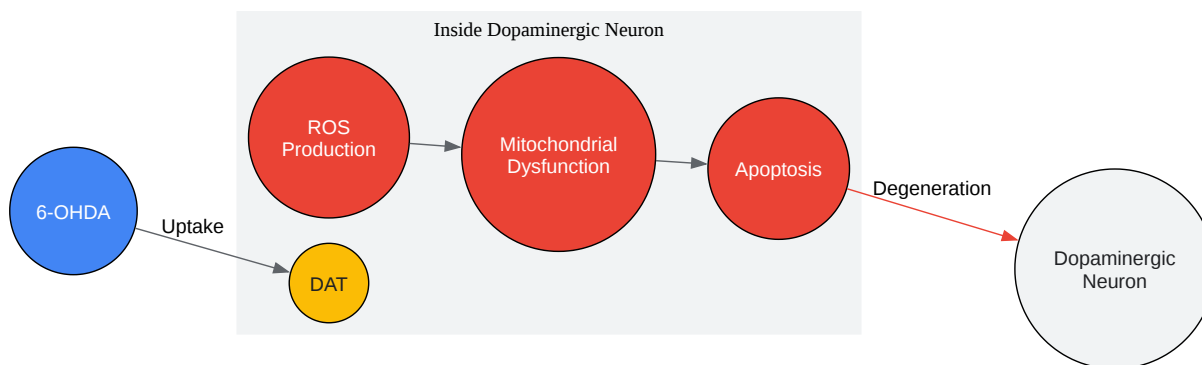 Inside Dopaminergic Neuron
ROS
Production
Mitochondrial
Dysfunction
Apoptosis
Degeneration
6-OHDA
Uptake
DAT
Dopaminergic
Neuron